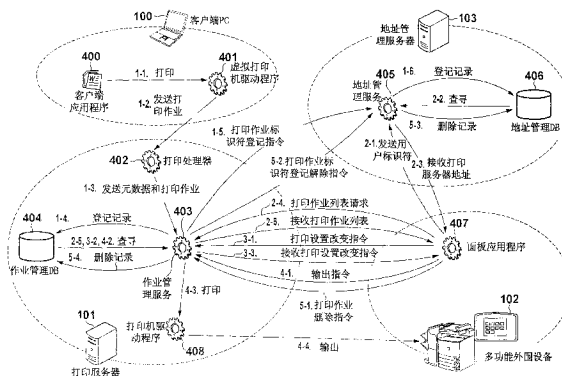 100
客户端PC
400
401
1-1. 打印
虚拟打印
机驱动程序
客户端
应用程序
1-2.
发送打
印作业
402
打印处理器
1-3. 发送元数据和打印作业
404
1-4.
登记记录
403
2-5, 3-2, 4-2. 查寻
5-4.
删除记录
作业管理DB
作业
管理服务
4-3. 打印
101
打印机驱
动程序
408
打印服务器
4-4. 输出
103
地址管
理服务器
405
地址管
理服务
1-6.
登记记录
406
2-2. 查寻
5-3.
删除记录
地址管理DB
1-5. 打印作业标
识符登记指令
5-2.打印作业标
识符登记解除指令
2-1.发送用
户标识符
2-3. 接收打印
服务器地址
2-4. 打印作业列表请求
2-6. 接收打印作业列表
3-1. 打印设置改变指令
3-3. 接收打印设置改变指令
4-1. 输出指令
5-1.打印作业
删除指令
407
面板应用程序
102
多功能外围设备